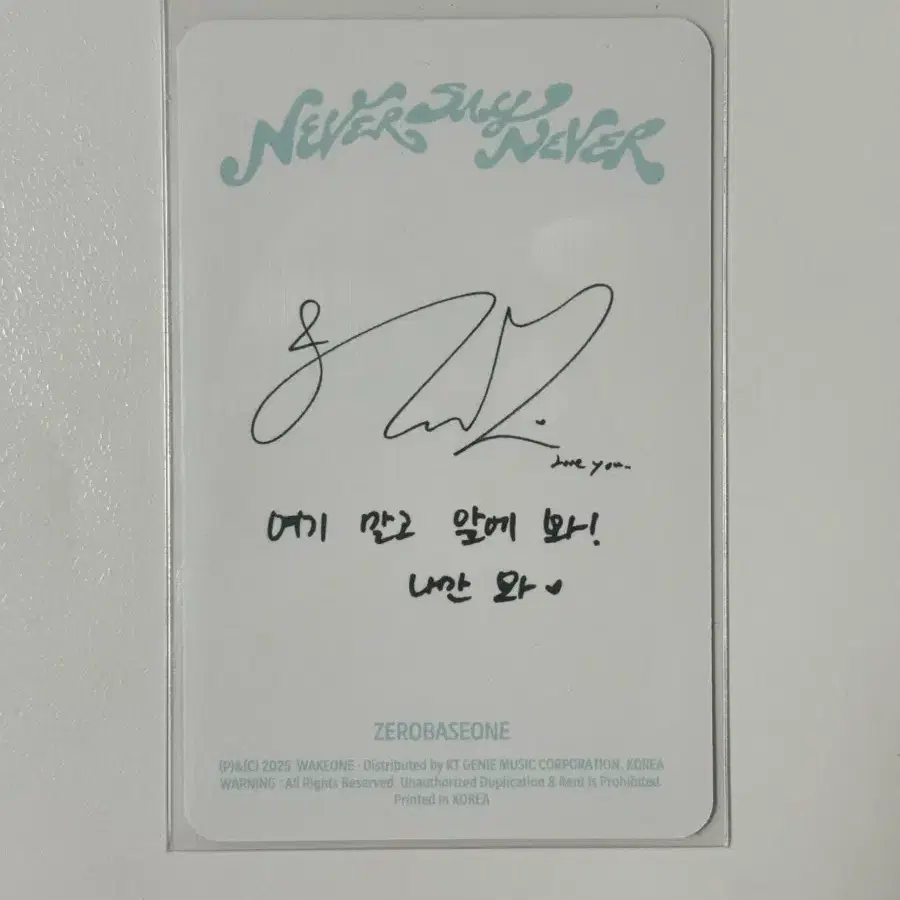 NEVER SAY NEVER
Love you..
여기 말고 앞에 봐!
나만 봐 ♥
ZEROBASEONE
(P)&(C) 2025 WAKEONE · Distributed by KT GENIE MUSIC CORPORATION, KOREA
WARNING : All Rights Reserved. Unauthorized Duplication & Rent is Prohibited.
Printed in KOREA